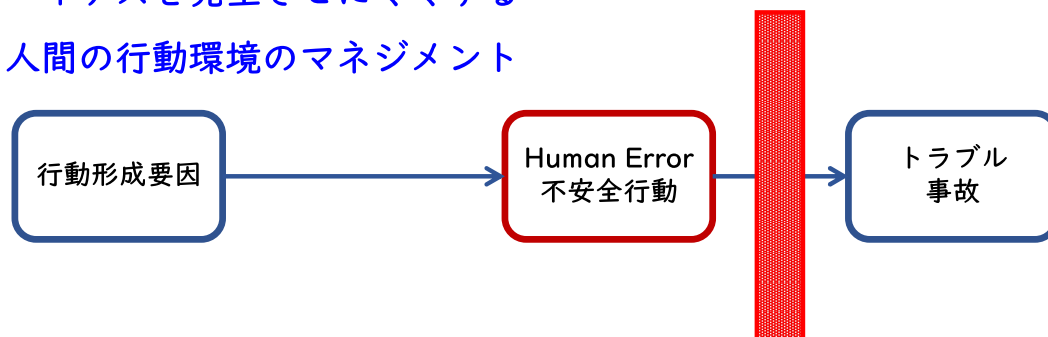 人間の行動環境のマネジメント
行動形成要因
Human Error
不安全行動
トラブル
事故